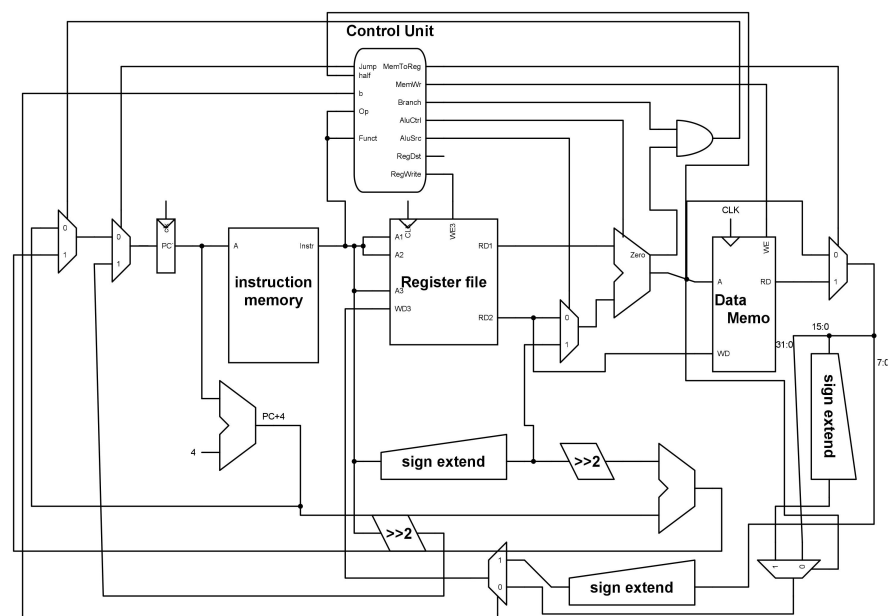 Control Unit
Jump
half
b
Op
Funct
MemToReg
MemWr
Branch
AluCtrl
AluSrc
RegDst
RegWrite
0
1
0
1
PC
A
Instr
instruction
memory
A1
A2
A3
WD3
WE3
RD1
RD2
Register file
0
1
Zero
CLK
WE
A
RD
Data
Memo
WD
0
1
15:0
31:0
7:0
sign extend
PC+4
4
sign extend
>>2
>>2
1
0
sign extend
1
0